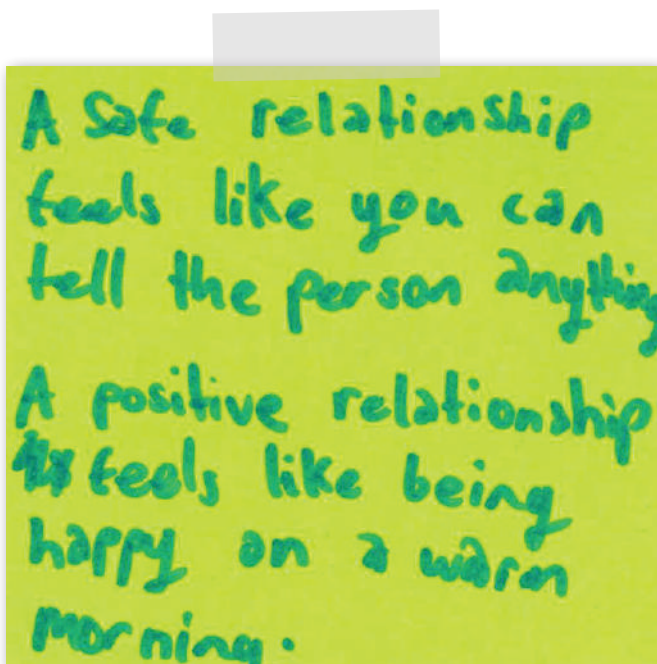 A safe relationship
feels like you can
tell the person anything
A positive relationship
feels like being
happy on a warm
morning.